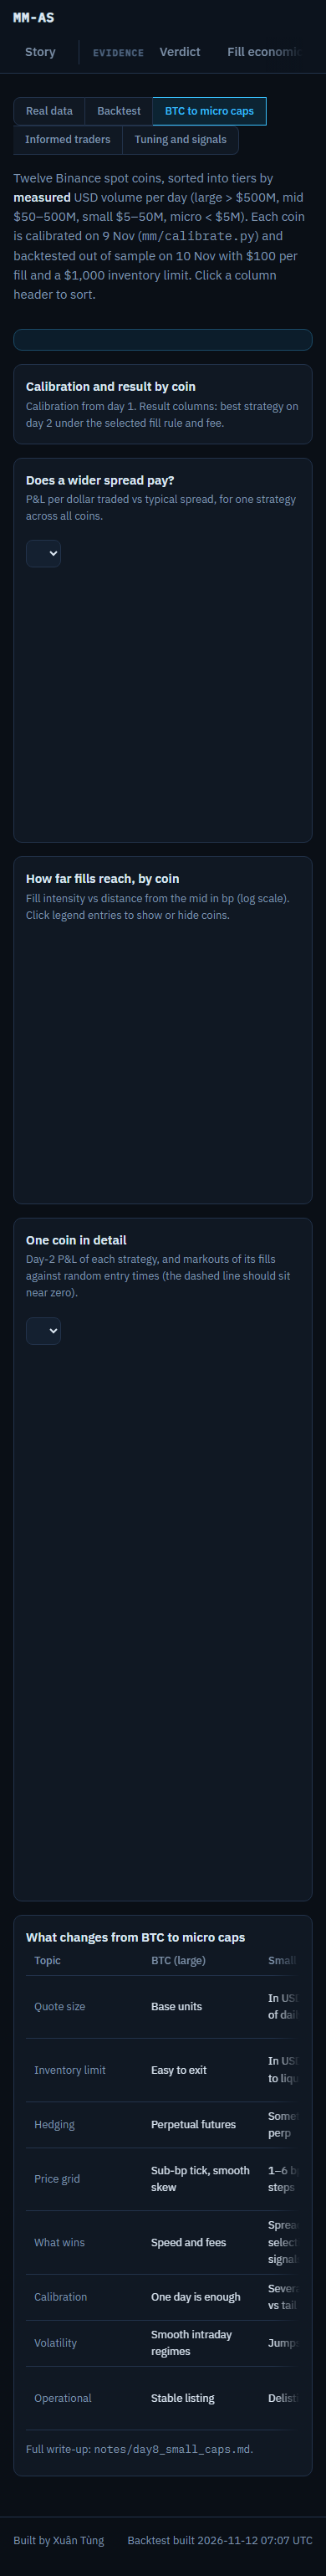 MM-AS
Story EVIDENCE Verdict Fill economic
Real data Backtest BTC to micro caps
Informed traders Tuning and signals
Twelve Binance spot coins, sorted into tiers by
measured USD volume per day (large > $500M, mid
$50–500M, small $5–50M, micro < $5M). Each coin
is calibrated on 9 Nov (mm/calibrate.py) and
backtested out of sample on 10 Nov with $100 per
fill and a $1,000 inventory limit. Click a column
header to sort.
Calibration and result by coin
Calibration from day 1. Result columns: best strategy on
day 2 under the selected fill rule and fee.
Does a wider spread pay?
P&L per dollar traded vs typical spread, for one strategy
across all coins.
How far fills reach, by coin
Fill intensity vs distance from the mid in bp (log scale).
Click legend entries to show or hide coins.
One coin in detail
Day-2 P&L of each strategy, and markouts of its fills
against random entry times (the dashed line should sit
near zero).
What changes from BTC to micro caps
Topic BTC (large) Small
Quote size Base units In USD
of dail
Inventory limit Easy to exit In USD
to liqu
Hedging Perpetual futures Somet
perp
Price grid Sub-bp tick, smooth 1–6 bp
skew steps
What wins Speed and fees Spread
select
signal
Calibration One day is enough Severa
vs tail
Volatility Smooth intraday Jumps
regimes
Operational Stable listing Delisti
Full write-up: notes/day8_small_caps.md.
Built by Xuân Tùng Backtest built 2026-11-12 07:07 UTC